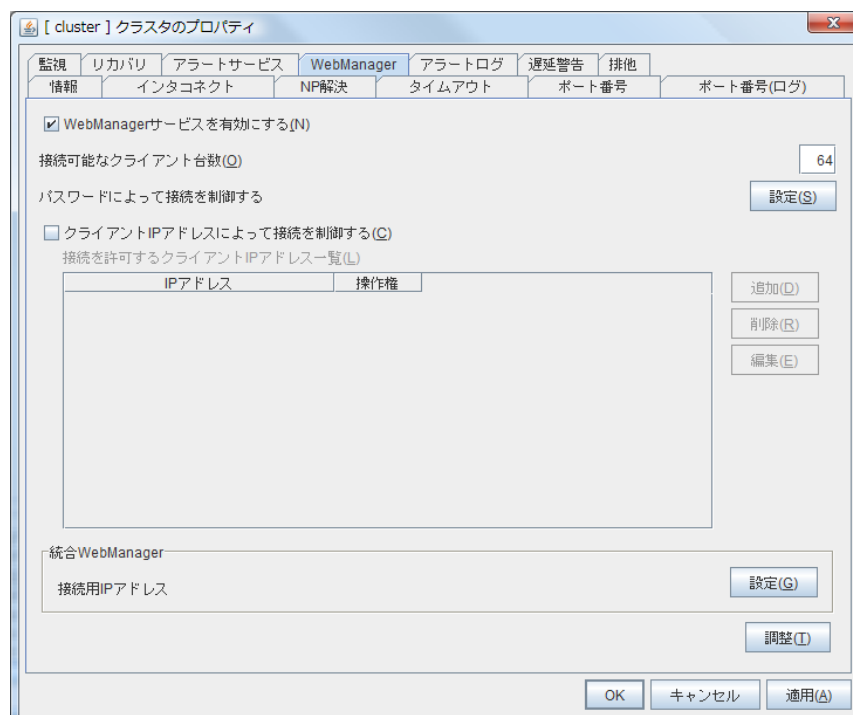 [ cluster ] クラスタのプロパティ
監視 リカバリ アラートサービス WebManager アラートログ 遅延警告 排他
情報 インタコネクト NP解決 タイムアウト ポート番号 ポート番号(ログ)
WebManagerサービスを有効にする(N)
接続可能なクライアント台数(O) 64
パスワードによって接続を制御する 設定(S)
クライアントIPアドレスによって接続を制御する(C)
接続を許可するクライアントIPアドレス一覧(L)
IPアドレス 操作権
追加(D)
削除(R)
編集(E)
統合WebManager
接続用IPアドレス 設定(G)
調整(T)
OK キャンセル 適用(A)